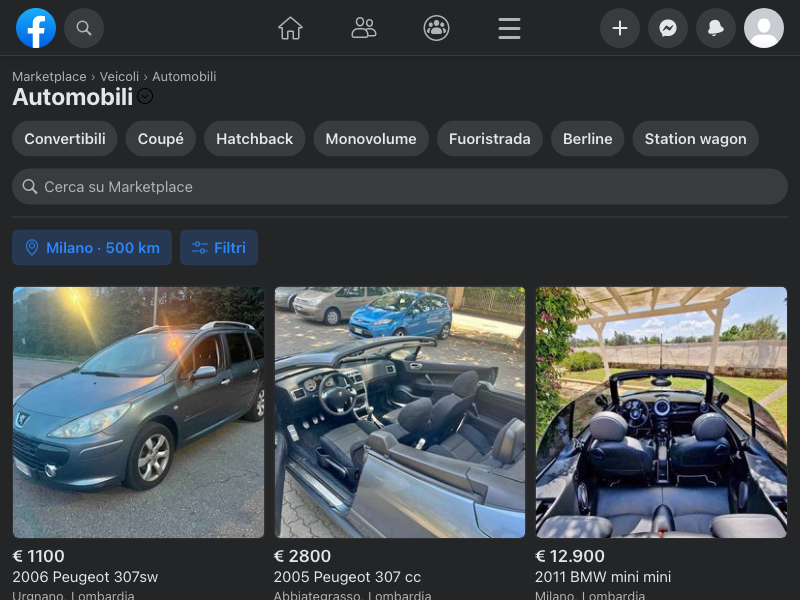 Marketplace › Veicoli › Automobili
Automobili
Convertibili Coupé Hatchback Monovolume Fuoristrada Berline Station wagon
Cerca su Marketplace
Milano · 500 km Filtri
€ 1100 € 2800 € 12.900
2006 Peugeot 307sw 2005 Peugeot 307 cc 2011 BMW mini mini
Urgnano, Lombardia Abbiategrasso, Lombardia Milano, Lombardia